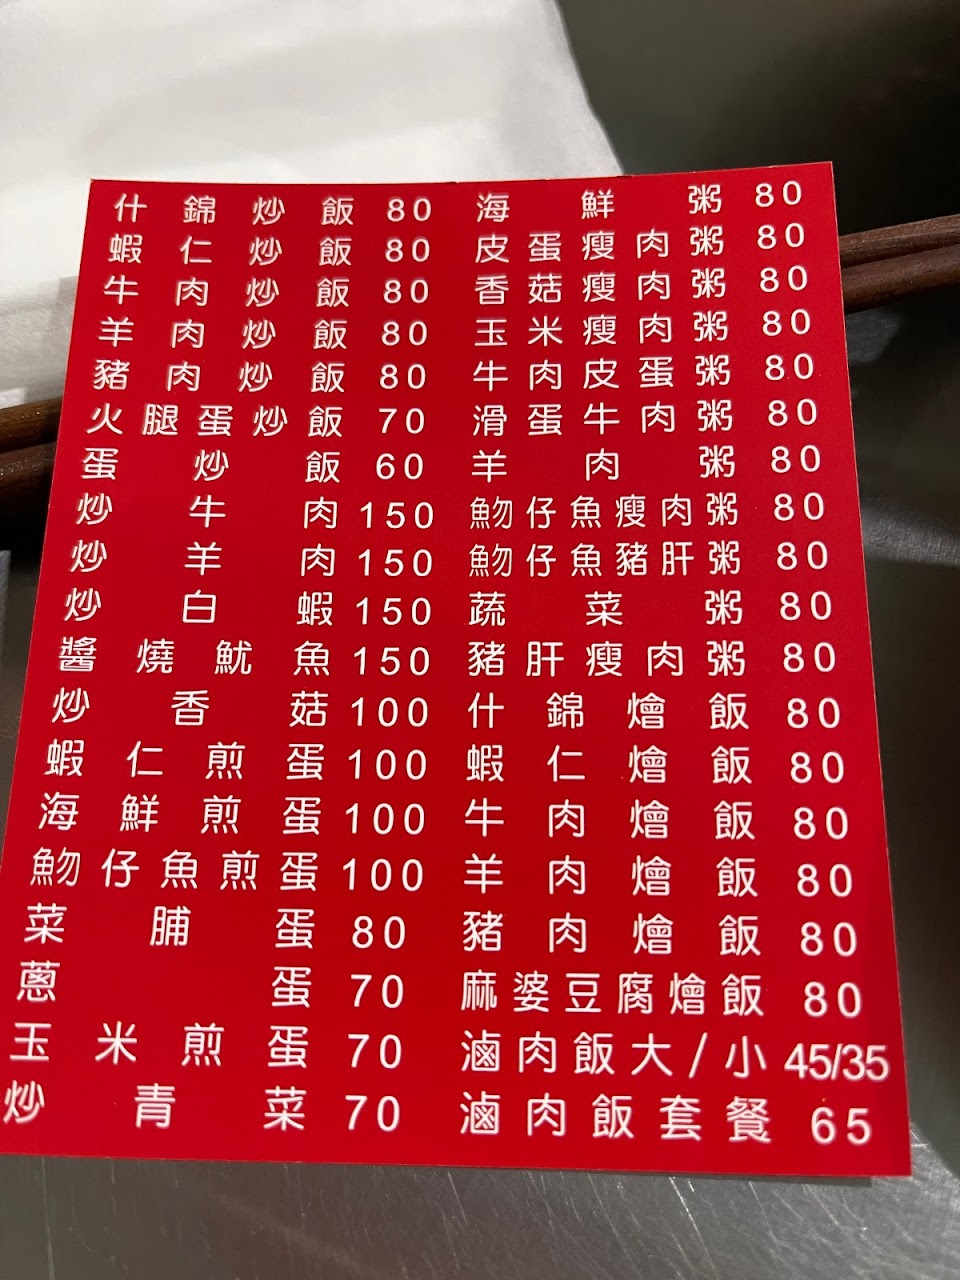 什錦炒飯 80
蝦仁炒飯 80
牛肉炒飯 80
羊肉炒飯 80
豬肉炒飯 80
火腿蛋炒飯 70
蛋炒飯 60
炒牛肉 150
炒羊肉 150
炒白蝦 150
醬燒魷魚 150
炒香菇 100
蝦仁煎蛋 100
海鮮煎蛋 100
魩仔魚煎蛋 100
菜脯蛋 80
蔥蛋 70
玉米煎蛋 70
炒青菜 70
海鮮粥 80
皮蛋瘦肉粥 80
香菇瘦肉粥 80
玉米瘦肉粥 80
牛肉皮蛋粥 80
滑蛋牛肉粥 80
羊肉粥 80
魩仔魚瘦肉粥 80
魩仔魚豬肝粥 80
蔬菜粥 80
豬肝瘦肉粥 80
什錦燴飯 80
蝦仁燴飯 80
牛肉燴飯 80
羊肉燴飯 80
豬肉燴飯 80
麻婆豆腐燴飯 80
滷肉飯大/小 45/35
滷肉飯套餐 65